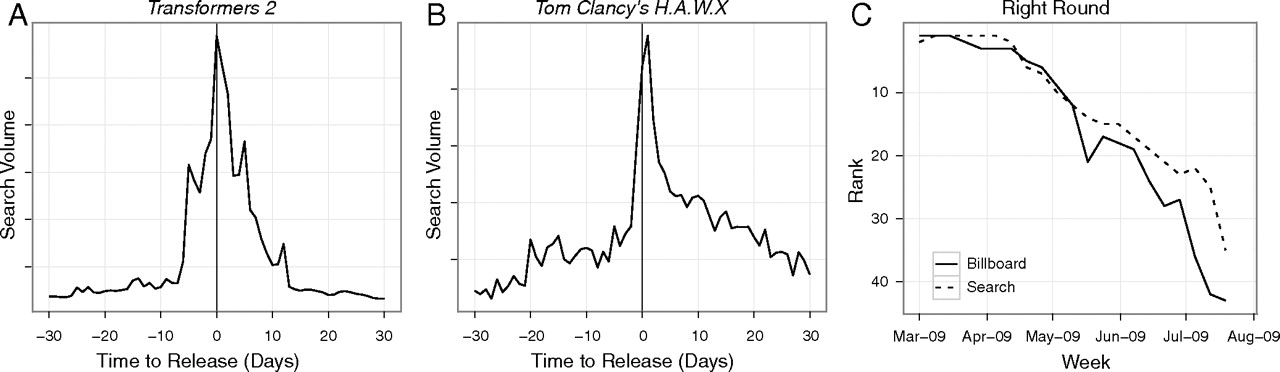 A
Transformers 2
Search Volume
−30
−20
−10
0
10
20
30
Time to Release (Days)
B
Tom Clancy's H.A.W.X
Search Volume
−30
−20
−10
0
10
20
30
Time to Release (Days)
C
Right Round
Rank
10
20
30
40
Billboard
Search
Mar−09
Apr−09
May−09
Jun−09
Jul−09
Aug−09
Week